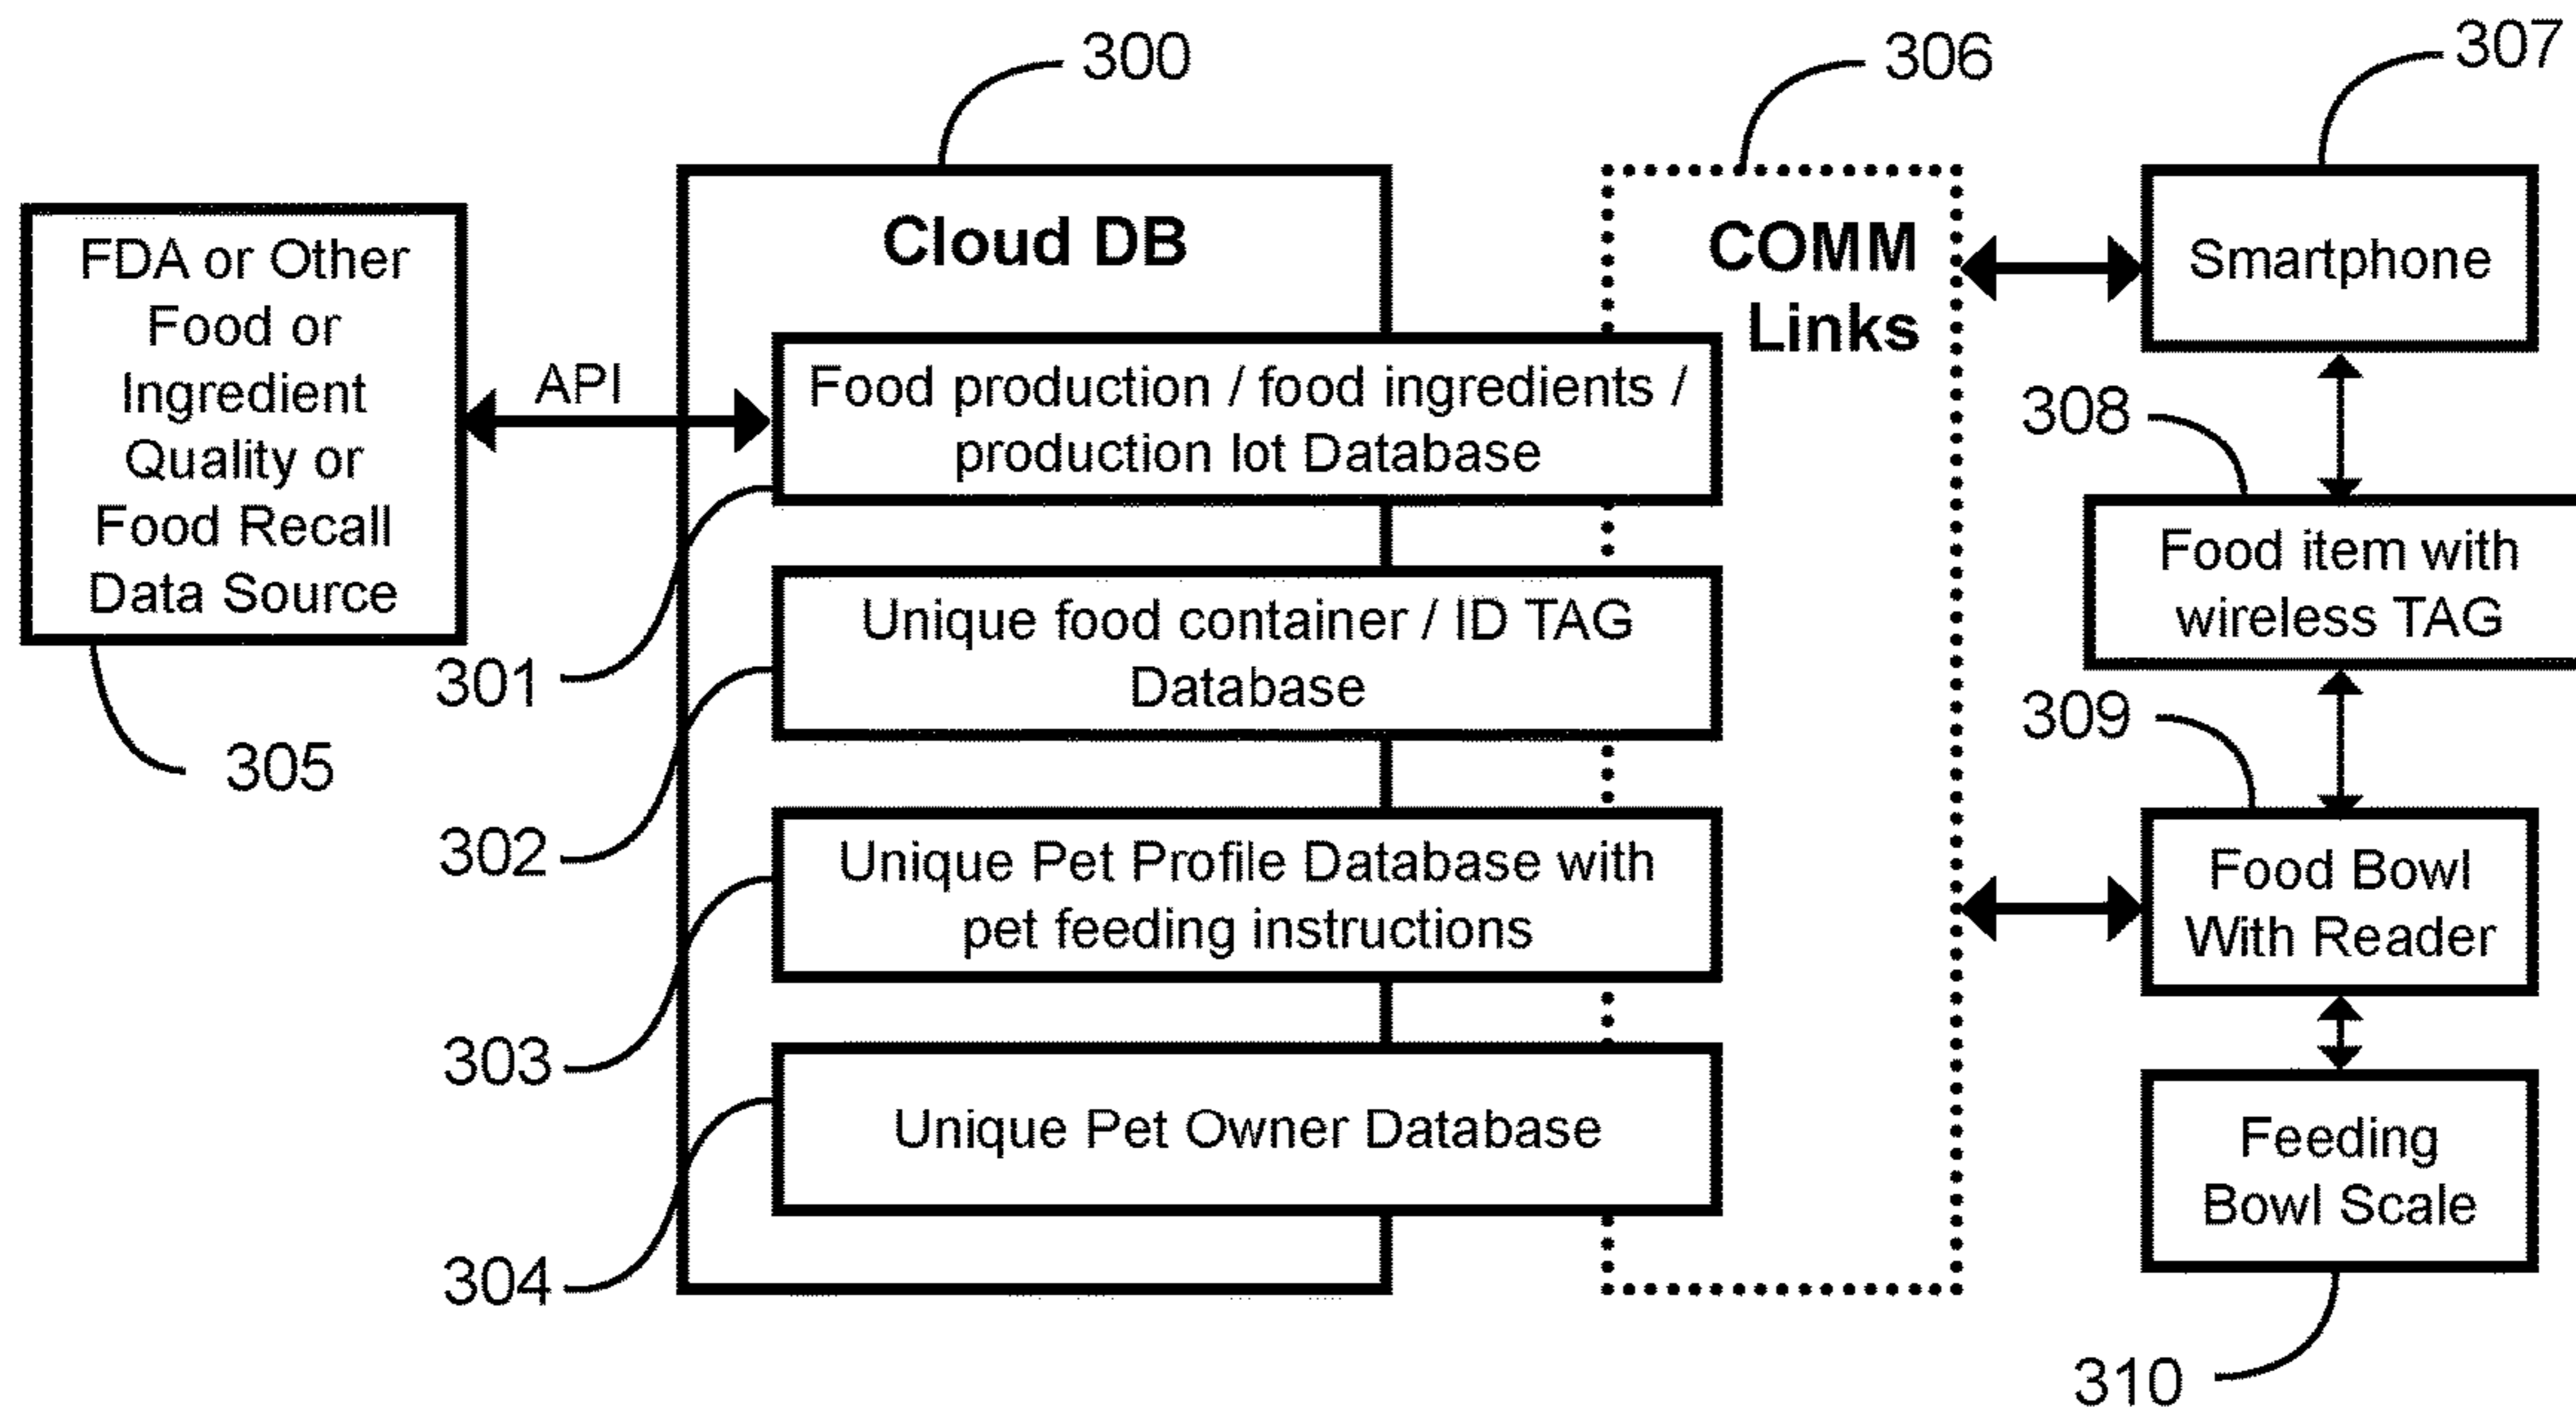 300
306
307
FDA or Other
Food or
Ingredient
Quality or
Food Recall
Data Source
305
API
Cloud DB
Food production / food ingredients /
production lot Database
301
Unique food container / ID TAG
Database
302
Unique Pet Profile Database with
pet feeding instructions
303
Unique Pet Owner Database
304
COMM
Links
Smartphone
308
Food item with
wireless TAG
309
Food Bowl
With Reader
Feeding
Bowl Scale
310